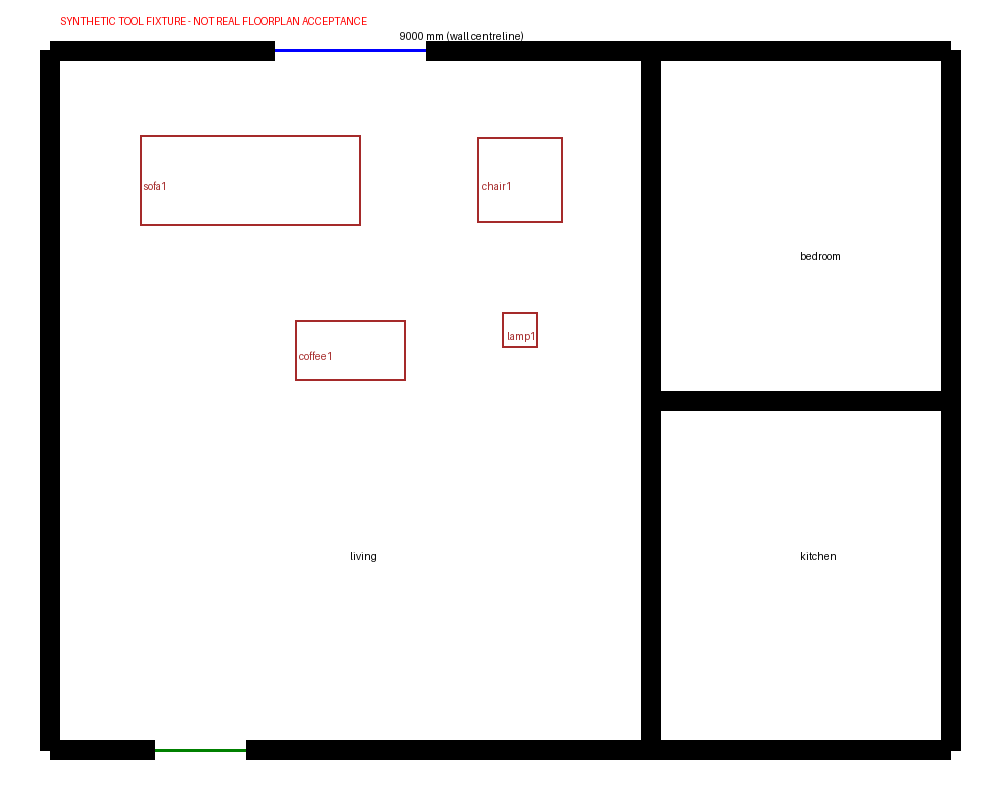 SYNTHETIC TOOL FIXTURE - NOT REAL FLOORPLAN ACCEPTANCE
9000 mm (wall centreline)
sofa1
chair1
bedroom
lamp1
coffee1
living
kitchen